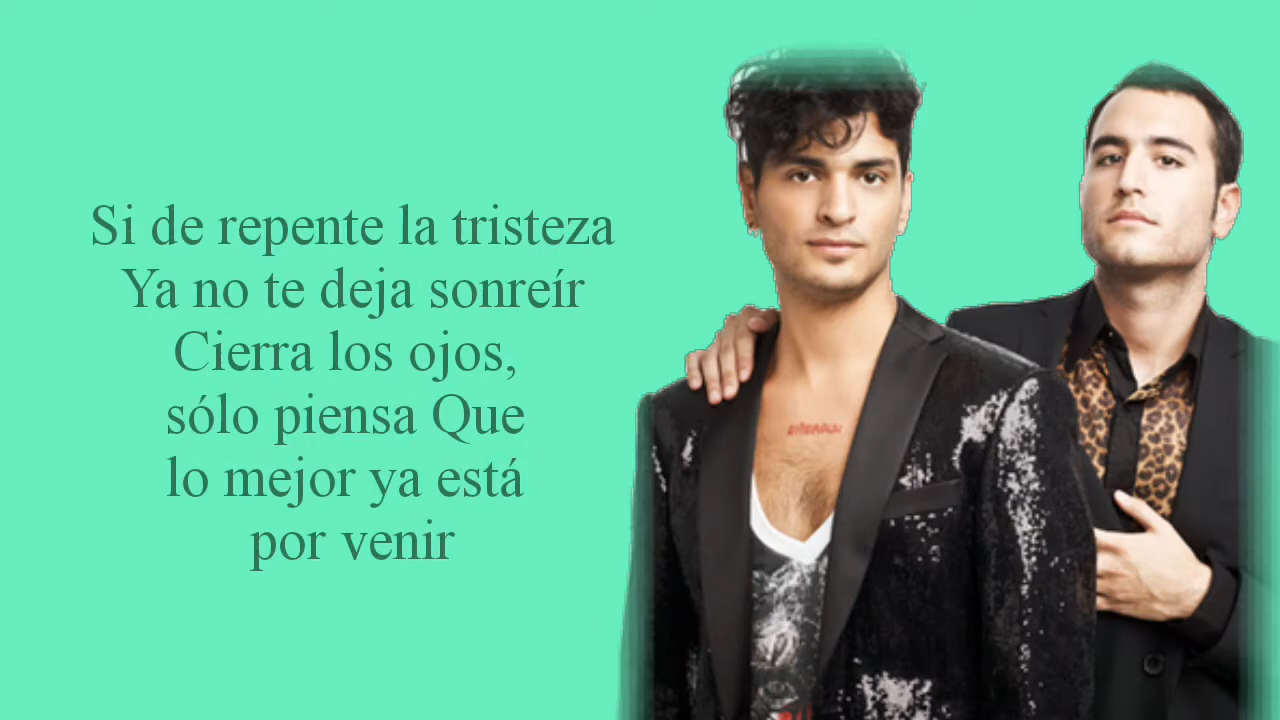 Si de repente la tristeza
Ya no te deja sonreír
Cierra los ojos,
sólo piensa Que
lo mejor ya está
por venir